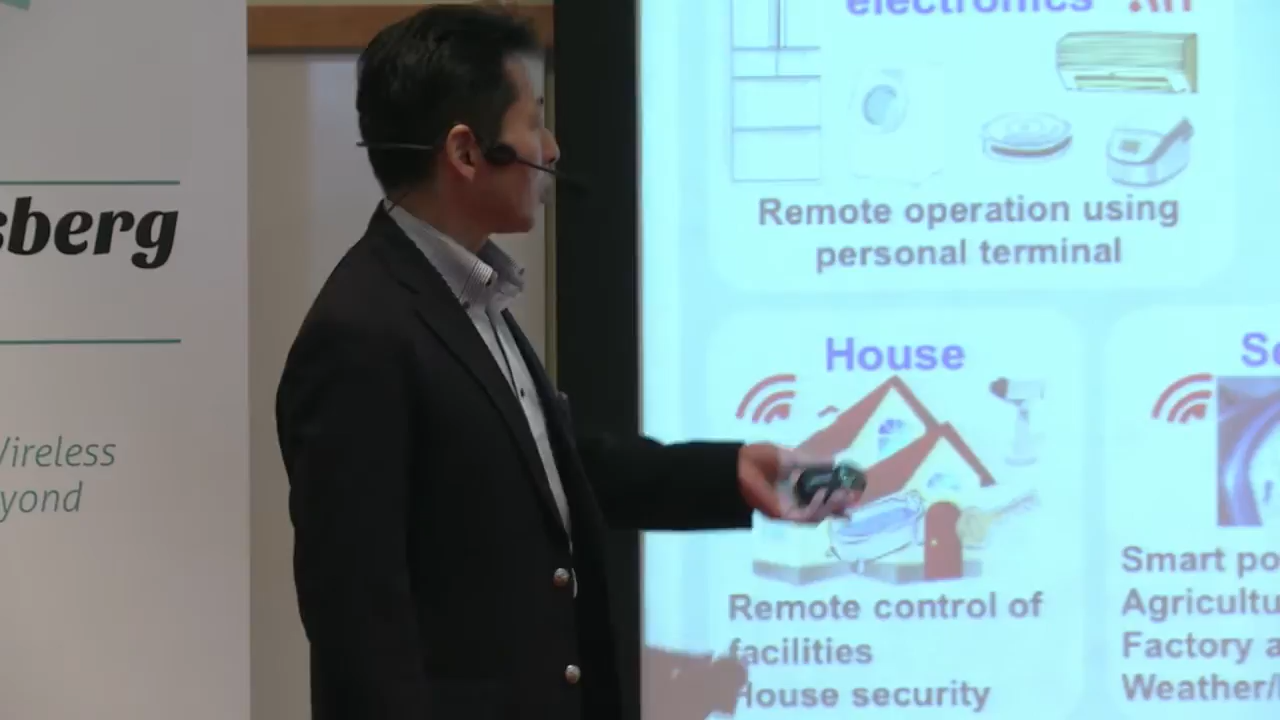 sberg
Wireless
yond
electronics
Remote operation using
personal terminal
House
Remote control of
facilities
House security
Smart po
Agricultu
Factory a
Weather/